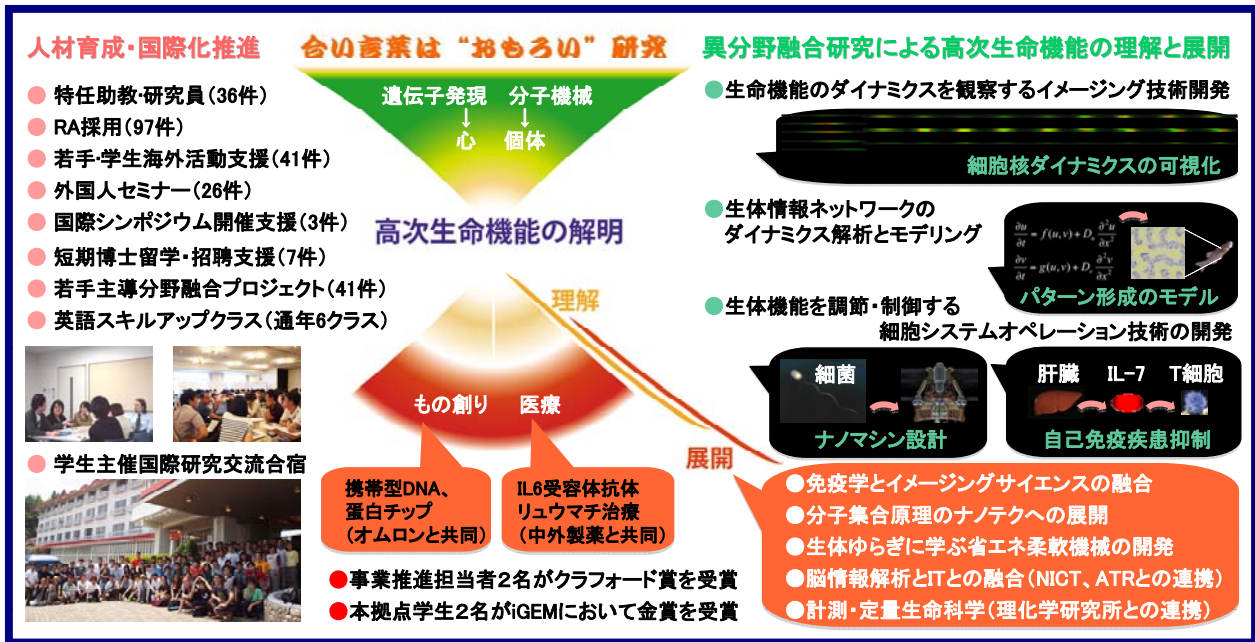 人材育成・国際化推進
● 特任助教・研究員（36件）
● RA採用（97件）
● 若手・学生海外活動支援（41件）
● 外国人セミナー（26件）
● 国際シンポジウム開催支援（3件）
● 短期博士留学・招聘支援（7件）
● 若手主導分野融合プロジェクト（41件）
● 英語スキルアップクラス（通年6クラス）
● 学生主催国際研究交流合宿
合い言葉は“おもろい”研究
遺伝子発現 分子機械
↓ ↓
心 個体
高次生命機能の解明
理解
もの創り 医療
展開
携帯型DNA、
蛋白チップ
（オムロンと共同）
IL6受容体抗体
リュウマチ治療
（中外製薬と共同）
●事業推進担当者２名がクラフォード賞を受賞
●本拠点学生２名がiGEMにおいて金賞を受賞
異分野融合研究による高次生命機能の理解と展開
●生命機能のダイナミクスを観察するイメージング技術開発
細胞核ダイナミクスの可視化
●生体情報ネットワークの
ダイナミクス解析とモデリング
∂u/∂t = f(u,v) + D_u ∂²u/∂x²
∂v/∂t = g(u,v) + D_v ∂²v/∂x²
パターン形成のモデル
●生体機能を調節・制御する
細胞システムオペレーション技術の開発
細菌
ナノマシン設計
肝臓 IL-7 T細胞
自己免疫疾患抑制
●免疫学とイメージングサイエンスの融合
●分子集合原理のナノテクへの展開
●生体ゆらぎに学ぶ省エネ柔軟機械の開発
●脳情報解析とITとの融合（NICT、ATRとの連携）
●計測・定量生命科学（理化学研究所との連携）